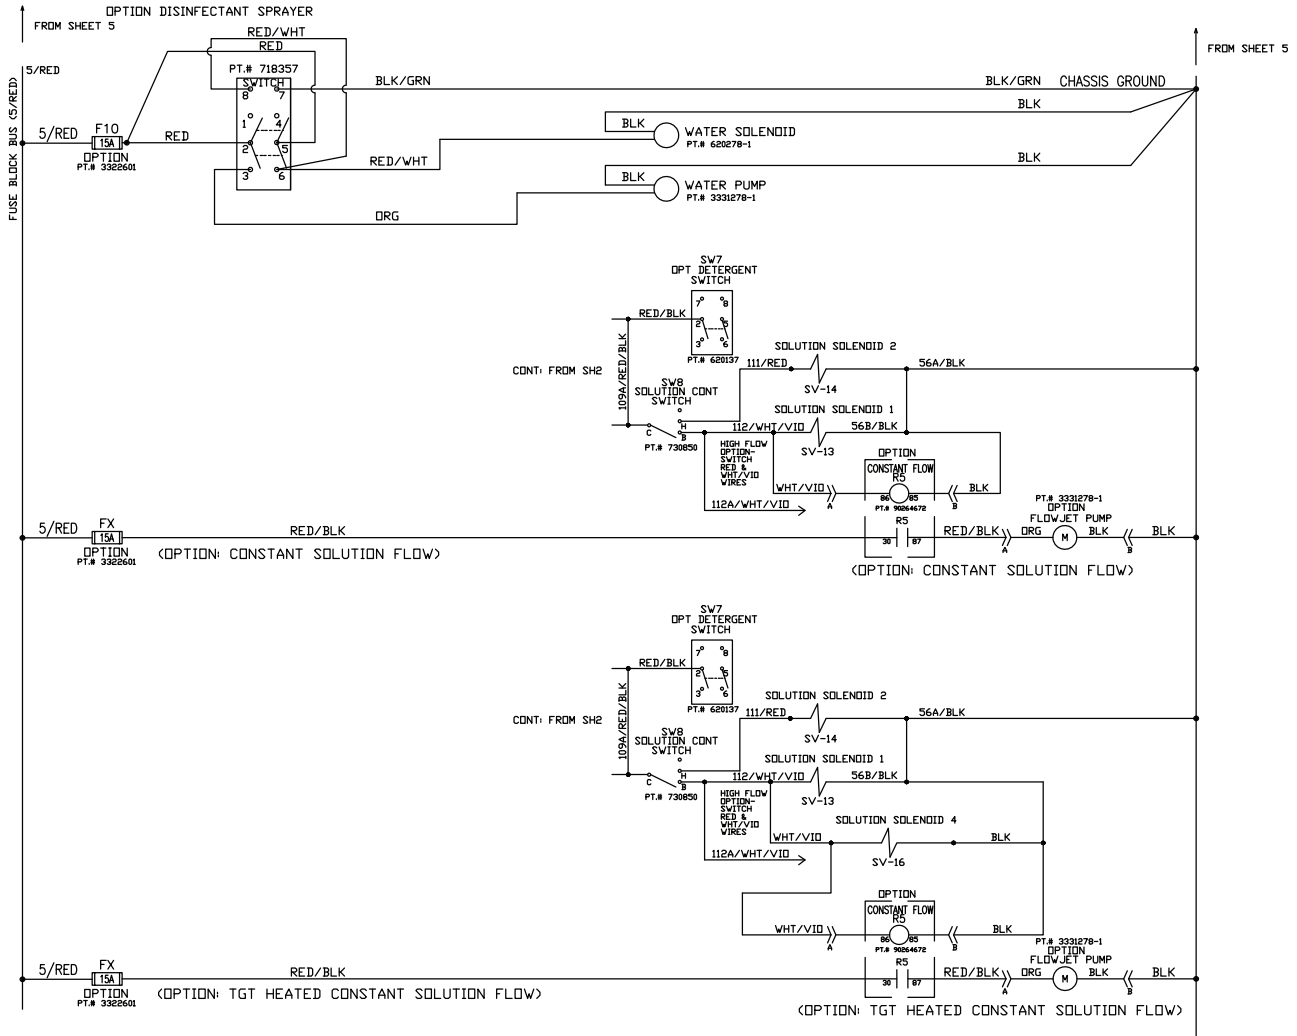 OPTION DISINFECTANT SPRAYER
FROM SHEET 5
FROM SHEET 5
5/RED
FUSE BLOCK BUS (5/RED)
RED/WHT
RED
PT.# 718357
SWITCH
8 7
1 4
2 5
3 6
BLK/GRN
BLK/GRN
CHASSIS GROUND
BLK
5/RED
F10
15A
OPTION
PT.# 3322601
RED
RED/WHT
ORG
BLK
WATER SOLENOID
PT.# 620278-1
BLK
BLK
WATER PUMP
PT.# 3331278-1
SW7
OPT DETERGENT
SWITCH
7 8
2 5
3 6
PT.# 620137
RED/BLK
109A/RED/BLK
CONT: FROM SH2
SW8
SOLUTION CONT
SWITCH
C
H
B
PT.# 730850
SOLUTION SOLENOID 2
111/RED
SV-14
56A/BLK
SOLUTION SOLENOID 1
112/WHT/VIO
SV-13
56B/BLK
HIGH FLOW
OPTION-
SWITCH
RED &
WHT/VIO
WIRES
112A/WHT/VIO
OPTION
CONSTANT FLOW
R5
86 85
PT.# 90264672
WHT/VIO
A
B
BLK
5/RED
FX
15A
OPTION
PT.# 3322601
RED/BLK
(OPTION: CONSTANT SOLUTION FLOW)
R5
30 87
RED/BLK
A
ORG
PT.# 3331278-1
OPTION
FLOWJET PUMP
M
BLK
B
BLK
(OPTION: CONSTANT SOLUTION FLOW)
SW7
OPT DETERGENT
SWITCH
7 8
2 5
3 6
PT.# 620137
RED/BLK
109A/RED/BLK
CONT: FROM SH2
SW8
SOLUTION CONT
SWITCH
C
H
B
PT.# 730850
SOLUTION SOLENOID 2
111/RED
SV-14
56A/BLK
SOLUTION SOLENOID 1
112/WHT/VIO
SV-13
56B/BLK
HIGH FLOW
OPTION-
SWITCH
RED &
WHT/VIO
WIRES
112A/WHT/VIO
SOLUTION SOLENOID 4
WHT/VIO
SV-16
BLK
OPTION
CONSTANT FLOW
R5
86 85
PT.# 90264672
WHT/VIO
A
B
BLK
5/RED
FX
15A
OPTION
PT.# 3322601
RED/BLK
(OPTION: TGT HEATED CONSTANT SOLUTION FLOW)
R5
30 87
RED/BLK
A
ORG
PT.# 3331278-1
OPTION
FLOWJET PUMP
M
BLK
B
BLK
(OPTION: TGT HEATED CONSTANT SOLUTION FLOW)